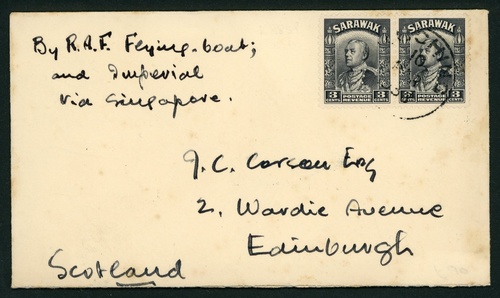 By R.A.F. Flying-boat;
and Imperial
via Singapore.
SARAWAK
3 CENTS
POSTAGE REVENUE
3 CENTS
SARAWAK
3 CENTS
POSTAGE REVENUE
3 CENTS
J. C. Corson Esq
2. Wardie Avenue
Edinburgh
Scotland